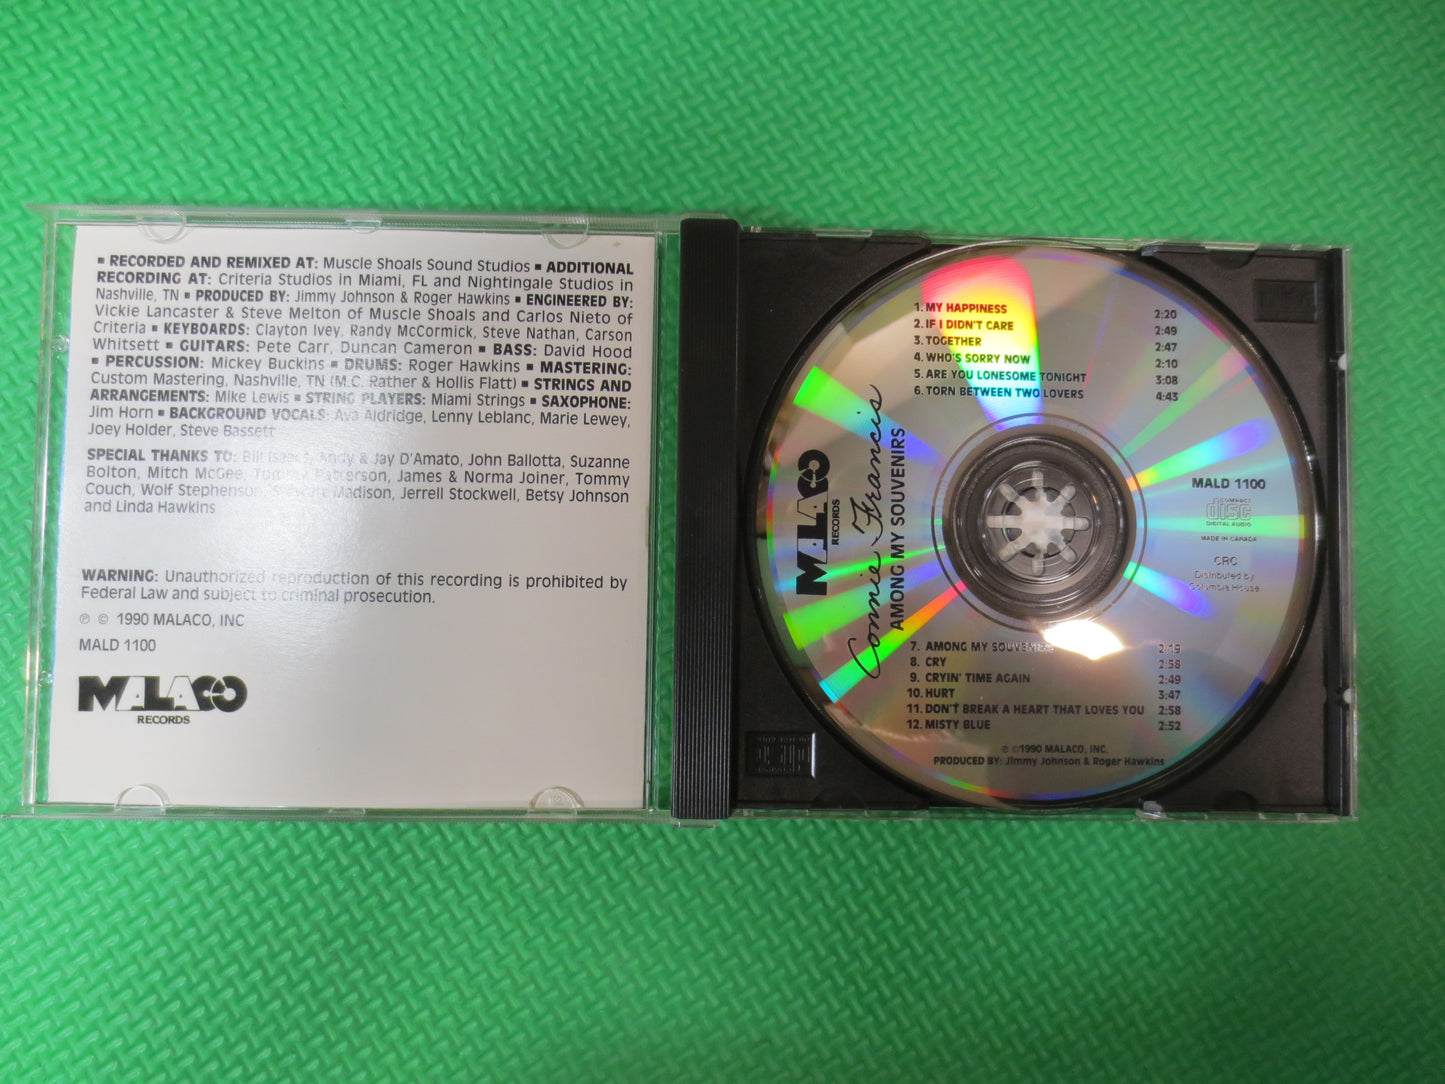 ▪ RECORDED AND REMIXED AT: Muscle Shoals Sound Studios ▪ ADDITIONAL
RECORDING AT: Criteria Studios in Miami, FL and Nightingale Studios in
Nashville, TN ▪ PRODUCED BY: Jimmy Johnson & Roger Hawkins ▪ ENGINEERED BY:
Vickie Lancaster & Steve Melton of Muscle Shoals and Carlos Nieto of
Criteria ▪ KEYBOARDS: Clayton Ivey, Randy McCormick, Steve Nathan, Carson
Whitsett ▪ GUITARS: Pete Carr, Duncan Cameron ▪ BASS: David Hood
▪ PERCUSSION: Mickey Buckins ▪ DRUMS: Roger Hawkins ▪ MASTERING:
Custom Mastering, Nashville, TN (M.C. Rather & Hollis Flatt) ▪ STRINGS AND
ARRANGEMENTS: Mike Lewis ▪ STRING PLAYERS: Miami Strings ▪ SAXOPHONE:
Jim Horn ▪ BACKGROUND VOCALS: Ava Aldridge, Lenny Leblanc, Marie Lewey,
Joey Holder, Steve Bassett
SPECIAL THANKS TO: Bill Isaacs, Andy & Jay D'Amato, John Ballotta, Suzanne
Bolton, Mitch McGee, Tommy Patterson, James & Norma Joiner, Tommy
Couch, Wolf Stephenson, Stewart Madison, Jerrell Stockwell, Betsy Johnson
and Linda Hawkins
WARNING: Unauthorized reproduction of this recording is prohibited by
Federal Law and subject to criminal prosecution.
℗ © 1990 MALACO, INC
MALD 1100
MALACO
RECORDS
MALACO
RECORDS
Connie Francis
AMONG MY SOUVENIRS
1. MY HAPPINESS 2:20
2. IF I DIDN'T CARE 2:49
3. TOGETHER 2:47
4. WHO'S SORRY NOW 2:10
5. ARE YOU LONESOME TONIGHT 3:08
6. TORN BETWEEN TWO LOVERS 4:43
MALD 1100
COMPACT
disc
DIGITAL AUDIO
MADE IN CANADA
CRC
Distributed by
Columbia House
7. AMONG MY SOUVENIRS 2:19
8. CRY 2:58
9. CRYIN' TIME AGAIN 2:49
10. HURT 3:47
11. DON'T BREAK A HEART THAT LOVES YOU 2:58
12. MISTY BLUE 2:52
℗ ©1990 MALACO, INC.
PRODUCED BY: Jimmy Johnson & Roger Hawkins